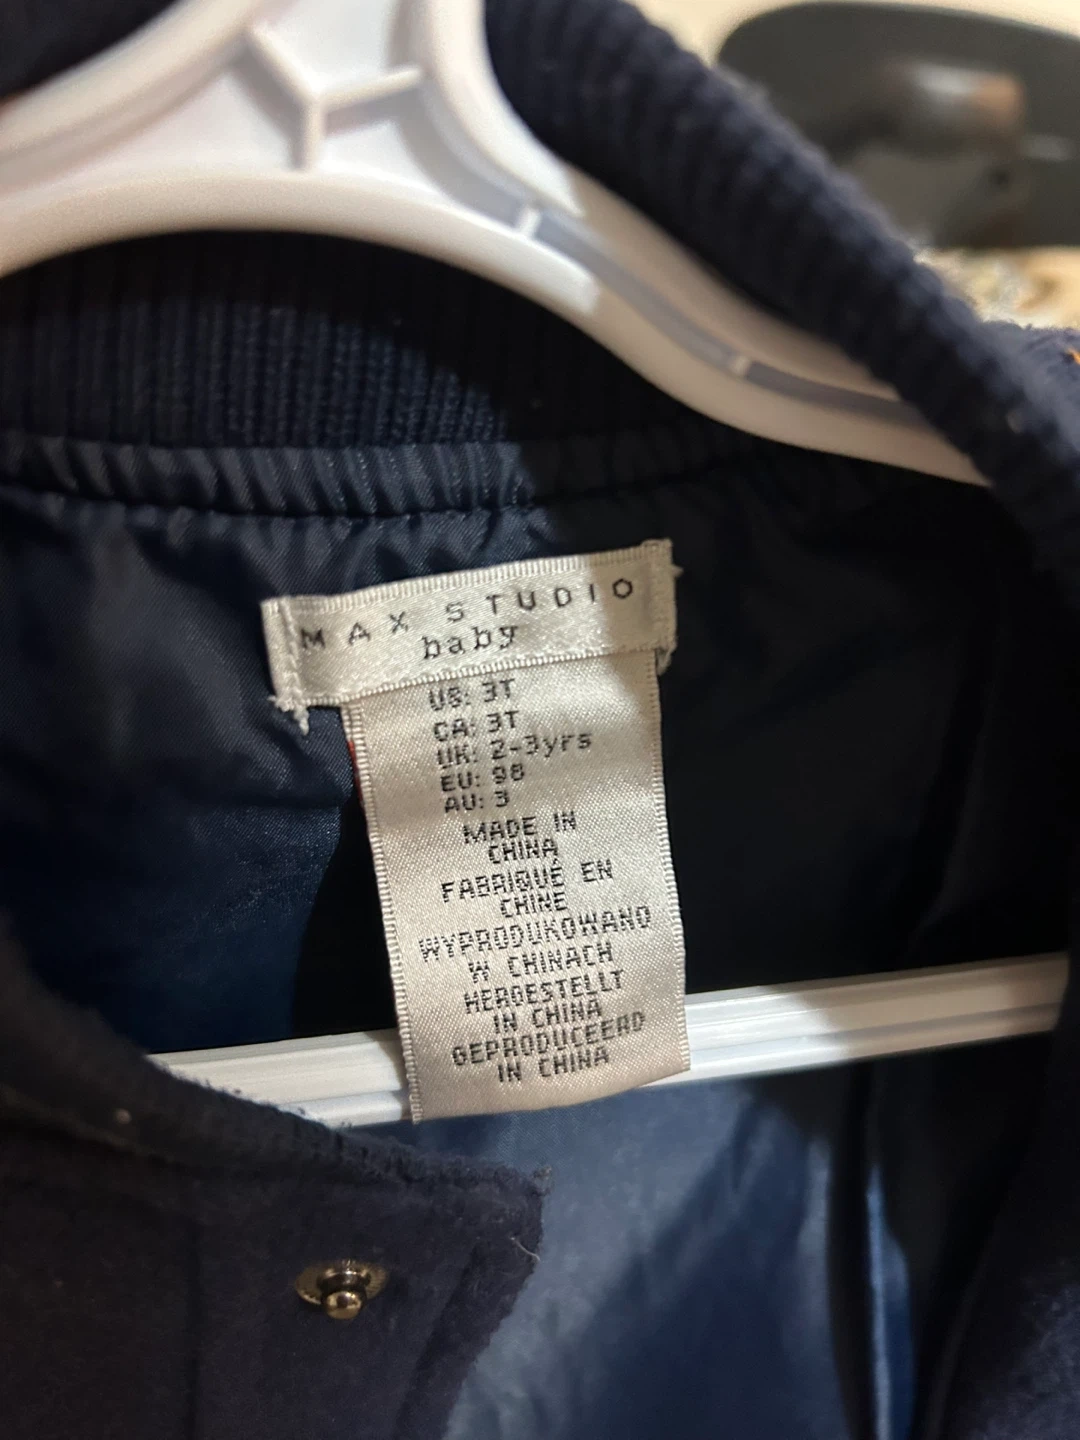 MAX STUDIO
baby
US: 3T
CA: 3T
UK: 2-3yrs
EU: 98
AU: 3
MADE IN
CHINA
FABRIQUÉ EN
CHINE
WYPRODUKOWANO
W CHINACH
HERGESTELLT
IN CHINA
GEPRODUCEERD
IN CHINA